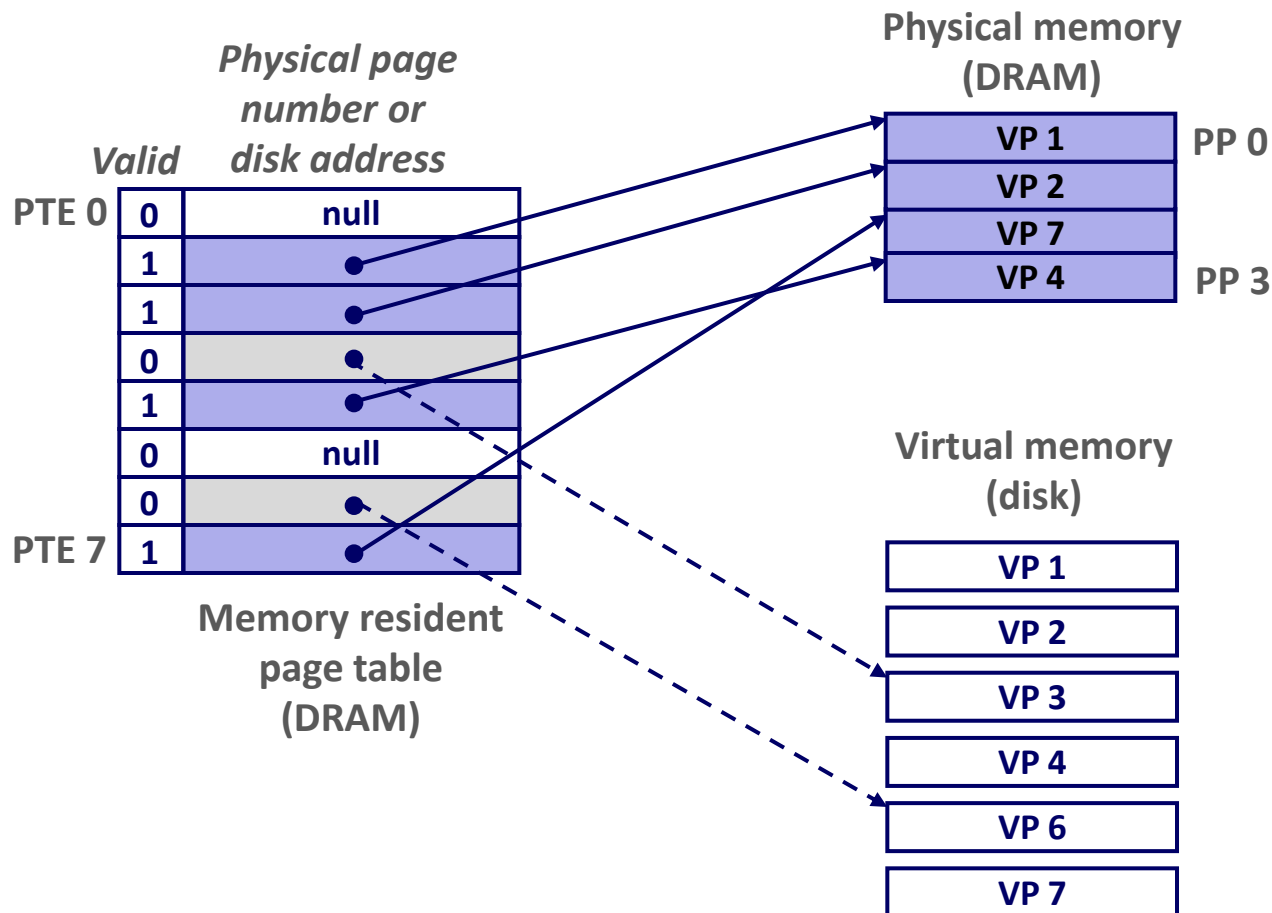 Physical memory
(DRAM)
Physical page
number or
disk address
Valid
PTE 0
0
null
1
1
0
1
0
null
0
PTE 7
1
Memory resident
page table
(DRAM)
VP 1
PP 0
VP 2
VP 7
VP 4
PP 3
Virtual memory
(disk)
VP 1
VP 2
VP 3
VP 4
VP 6
VP 7